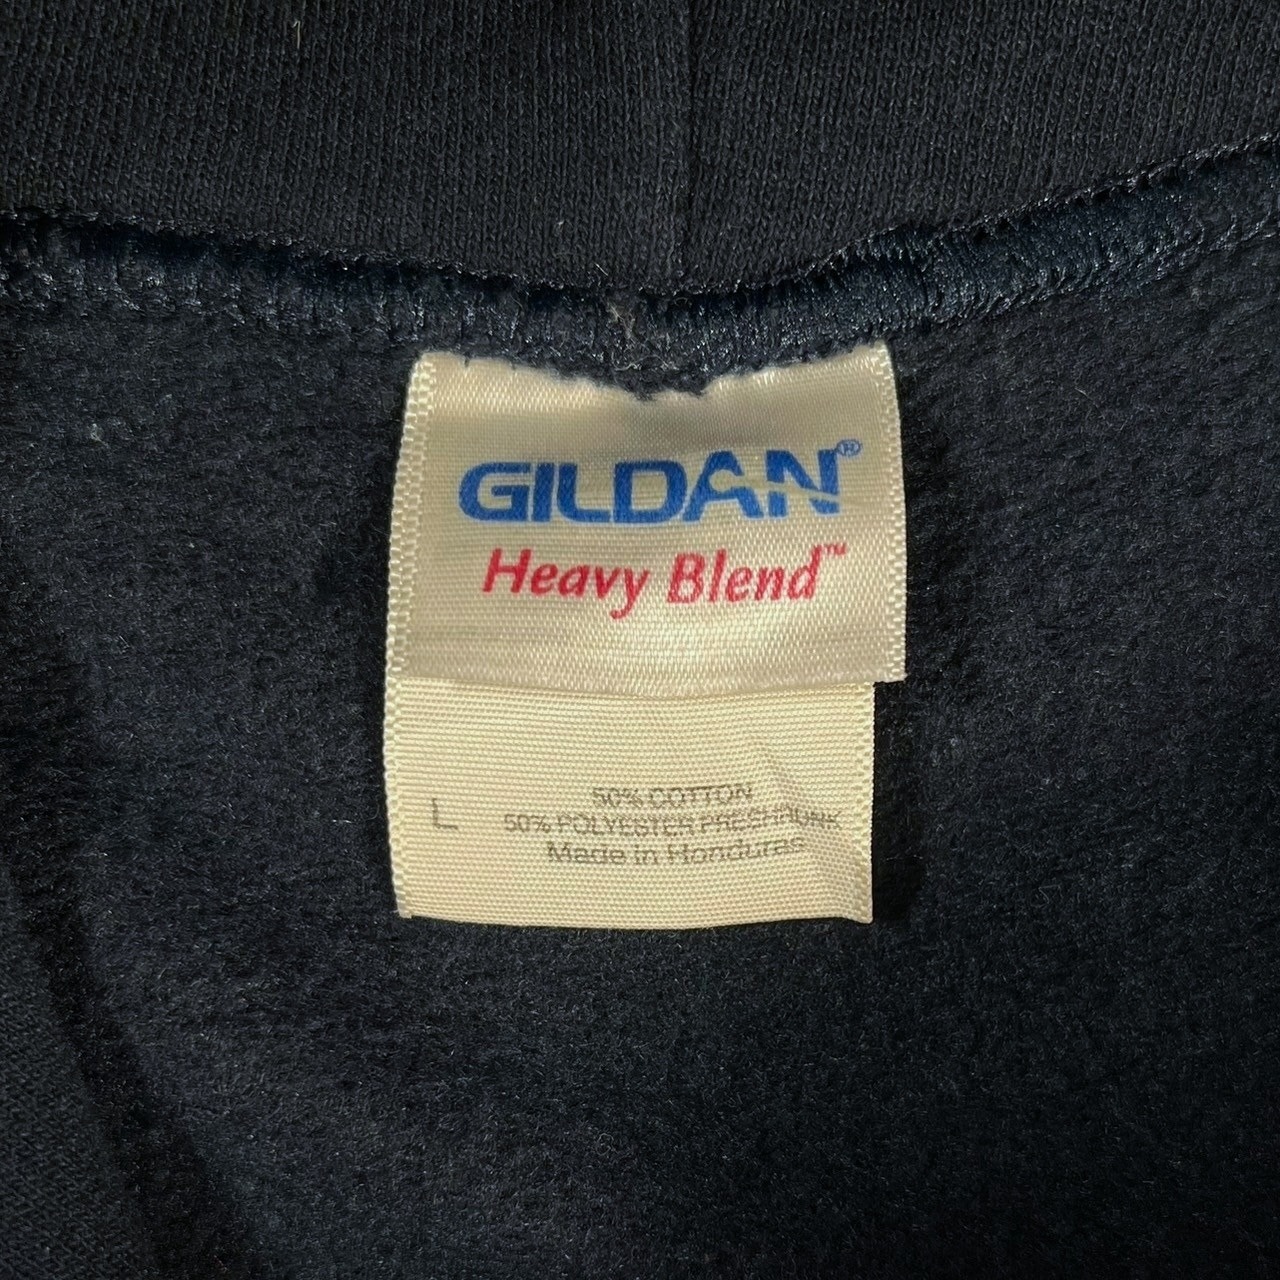 GILDAN®
Heavy Blend™
50% COTTON
L 50% POLYESTER PRESHRUNK
Made in Honduras